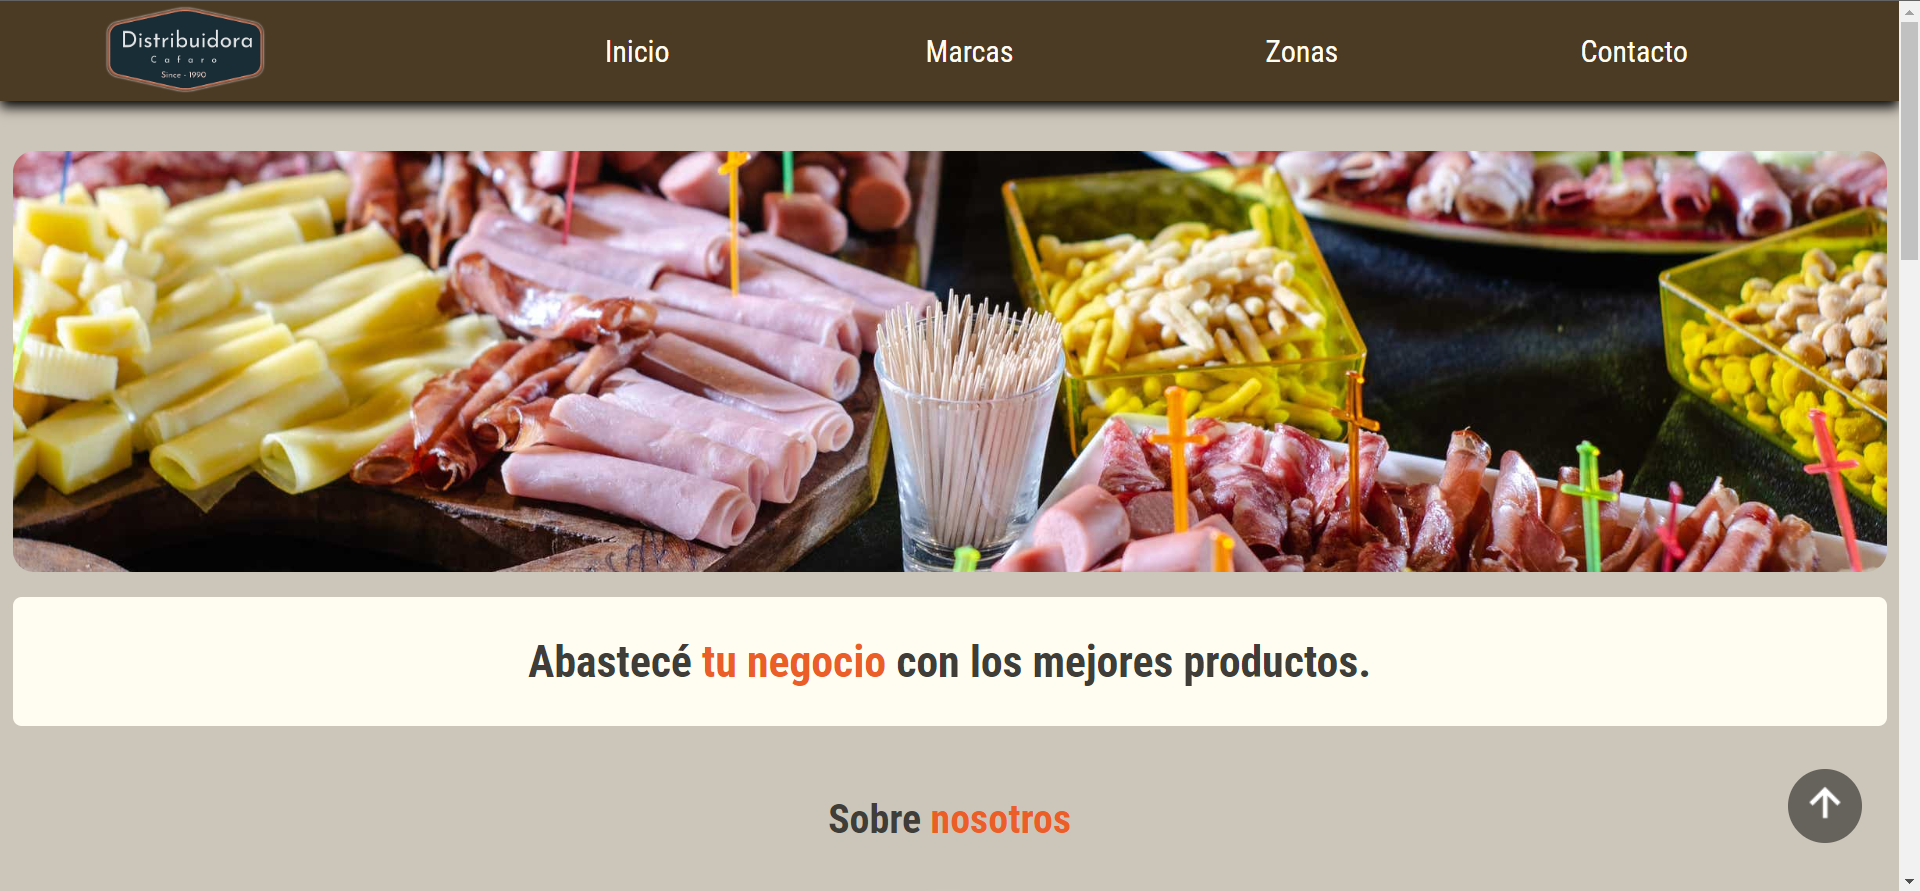 Distribuidora
Cafaro
Since - 1990
Inicio
Marcas
Zonas
Contacto
Abastecé tu negocio con los mejores productos.
Sobre nosotros